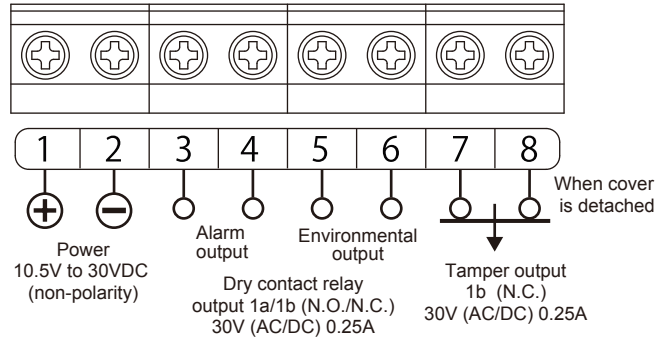 1 2 3 4 5 6 7 8
+ −
When cover
is detached
Power
10.5V to 30VDC
(non-polarity)
Alarm
output
Environmental
output
Dry contact relay
output 1a/1b (N.O./N.C.)
30V (AC/DC) 0.25A
Tamper output
1b (N.C.)
30V (AC/DC) 0.25A